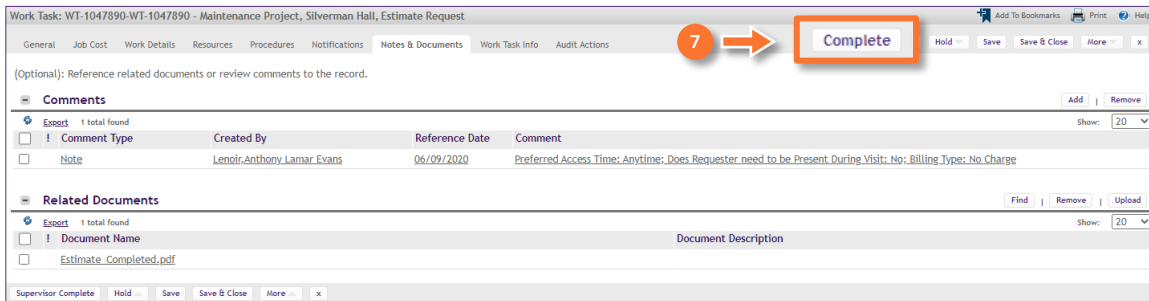 Work Task: WT-1047890-WT-1047890 - Maintenance Project, Silverman Hall, Estimate Request Add To Bookmarks Print Help
General Job Cost Work Details Resources Procedures Notifications Notes & Documents Work Task Info Audit Actions 7 Complete Hold Save Save & Close More x
(Optional): Reference related documents or review comments to the record.
Comments Add | Remove
Export 1 total found Show: 20
! Comment Type Created By Reference Date Comment
Note Lenoir,Anthony Lamar Evans 06/09/2020 Preferred Access Time: Anytime; Does Requester need to be Present During Visit: No; Billing Type: No Charge
Related Documents Find | Remove | Upload
Export 1 total found Show: 20
! Document Name Document Description
Estimate_Completed.pdf
Supervisor Complete Hold Save Save & Close More x